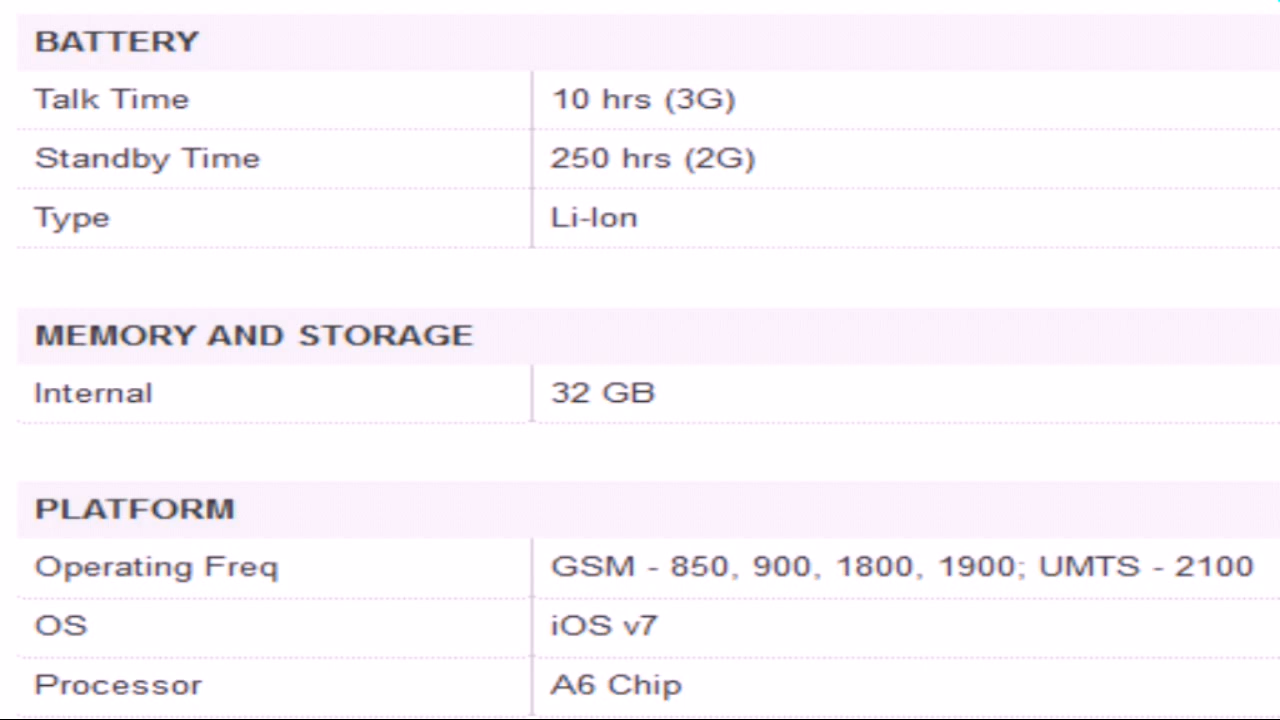 BATTERY
Talk Time 10 hrs (3G)
Standby Time 250 hrs (2G)
Type Li-Ion
MEMORY AND STORAGE
Internal 32 GB
PLATFORM
Operating Freq GSM - 850, 900, 1800, 1900; UMTS - 2100
OS iOS v7
Processor A6 Chip